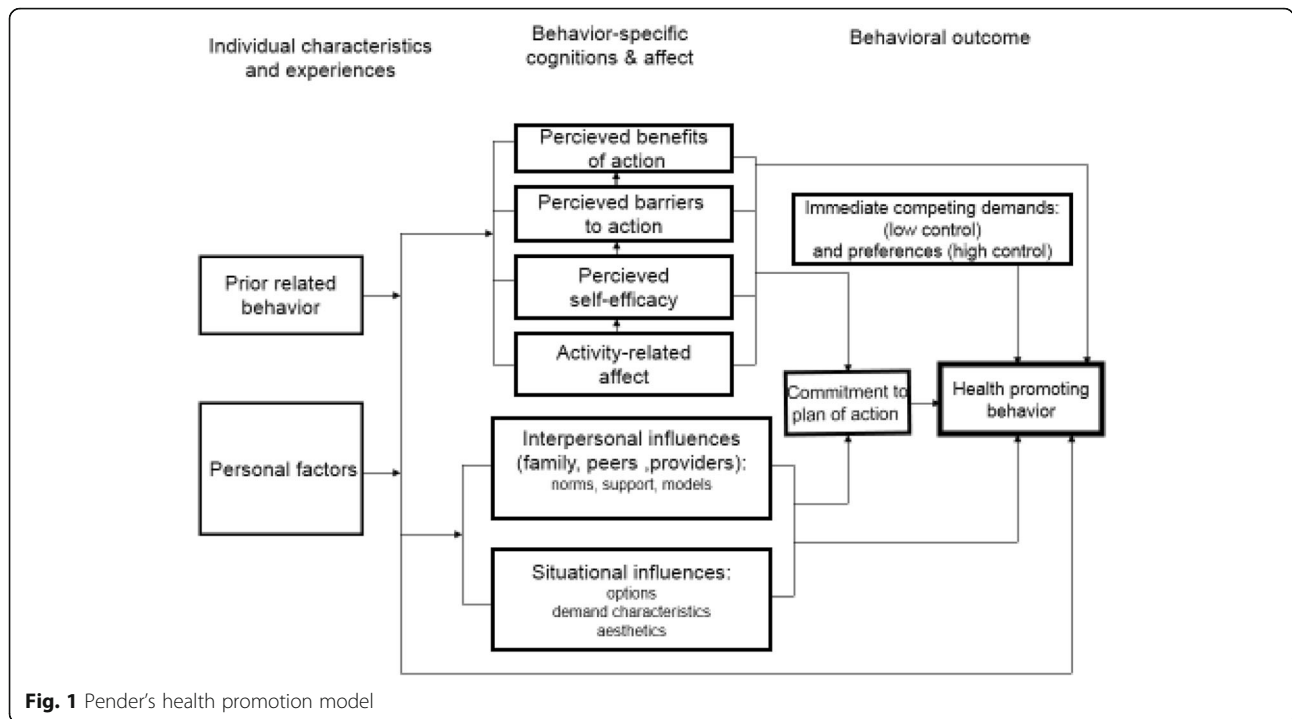 Individual characteristics
and experiences
Behavior-specific
cognitions & affect
Behavioral outcome
Prior related
behavior
Personal factors
Percieved benefits
of action
Percieved barriers
to action
Percieved
self-efficacy
Activity-related
affect
Interpersonal influences
(family, peers ,providers):
norms, support, models
Situational influences:
options
demand characteristics
aesthetics
Immediate competing demands:
(low control)
and preferences (high control)
Commitment to
plan of action
Health promoting
behavior
Fig. 1 Pender's health promotion model